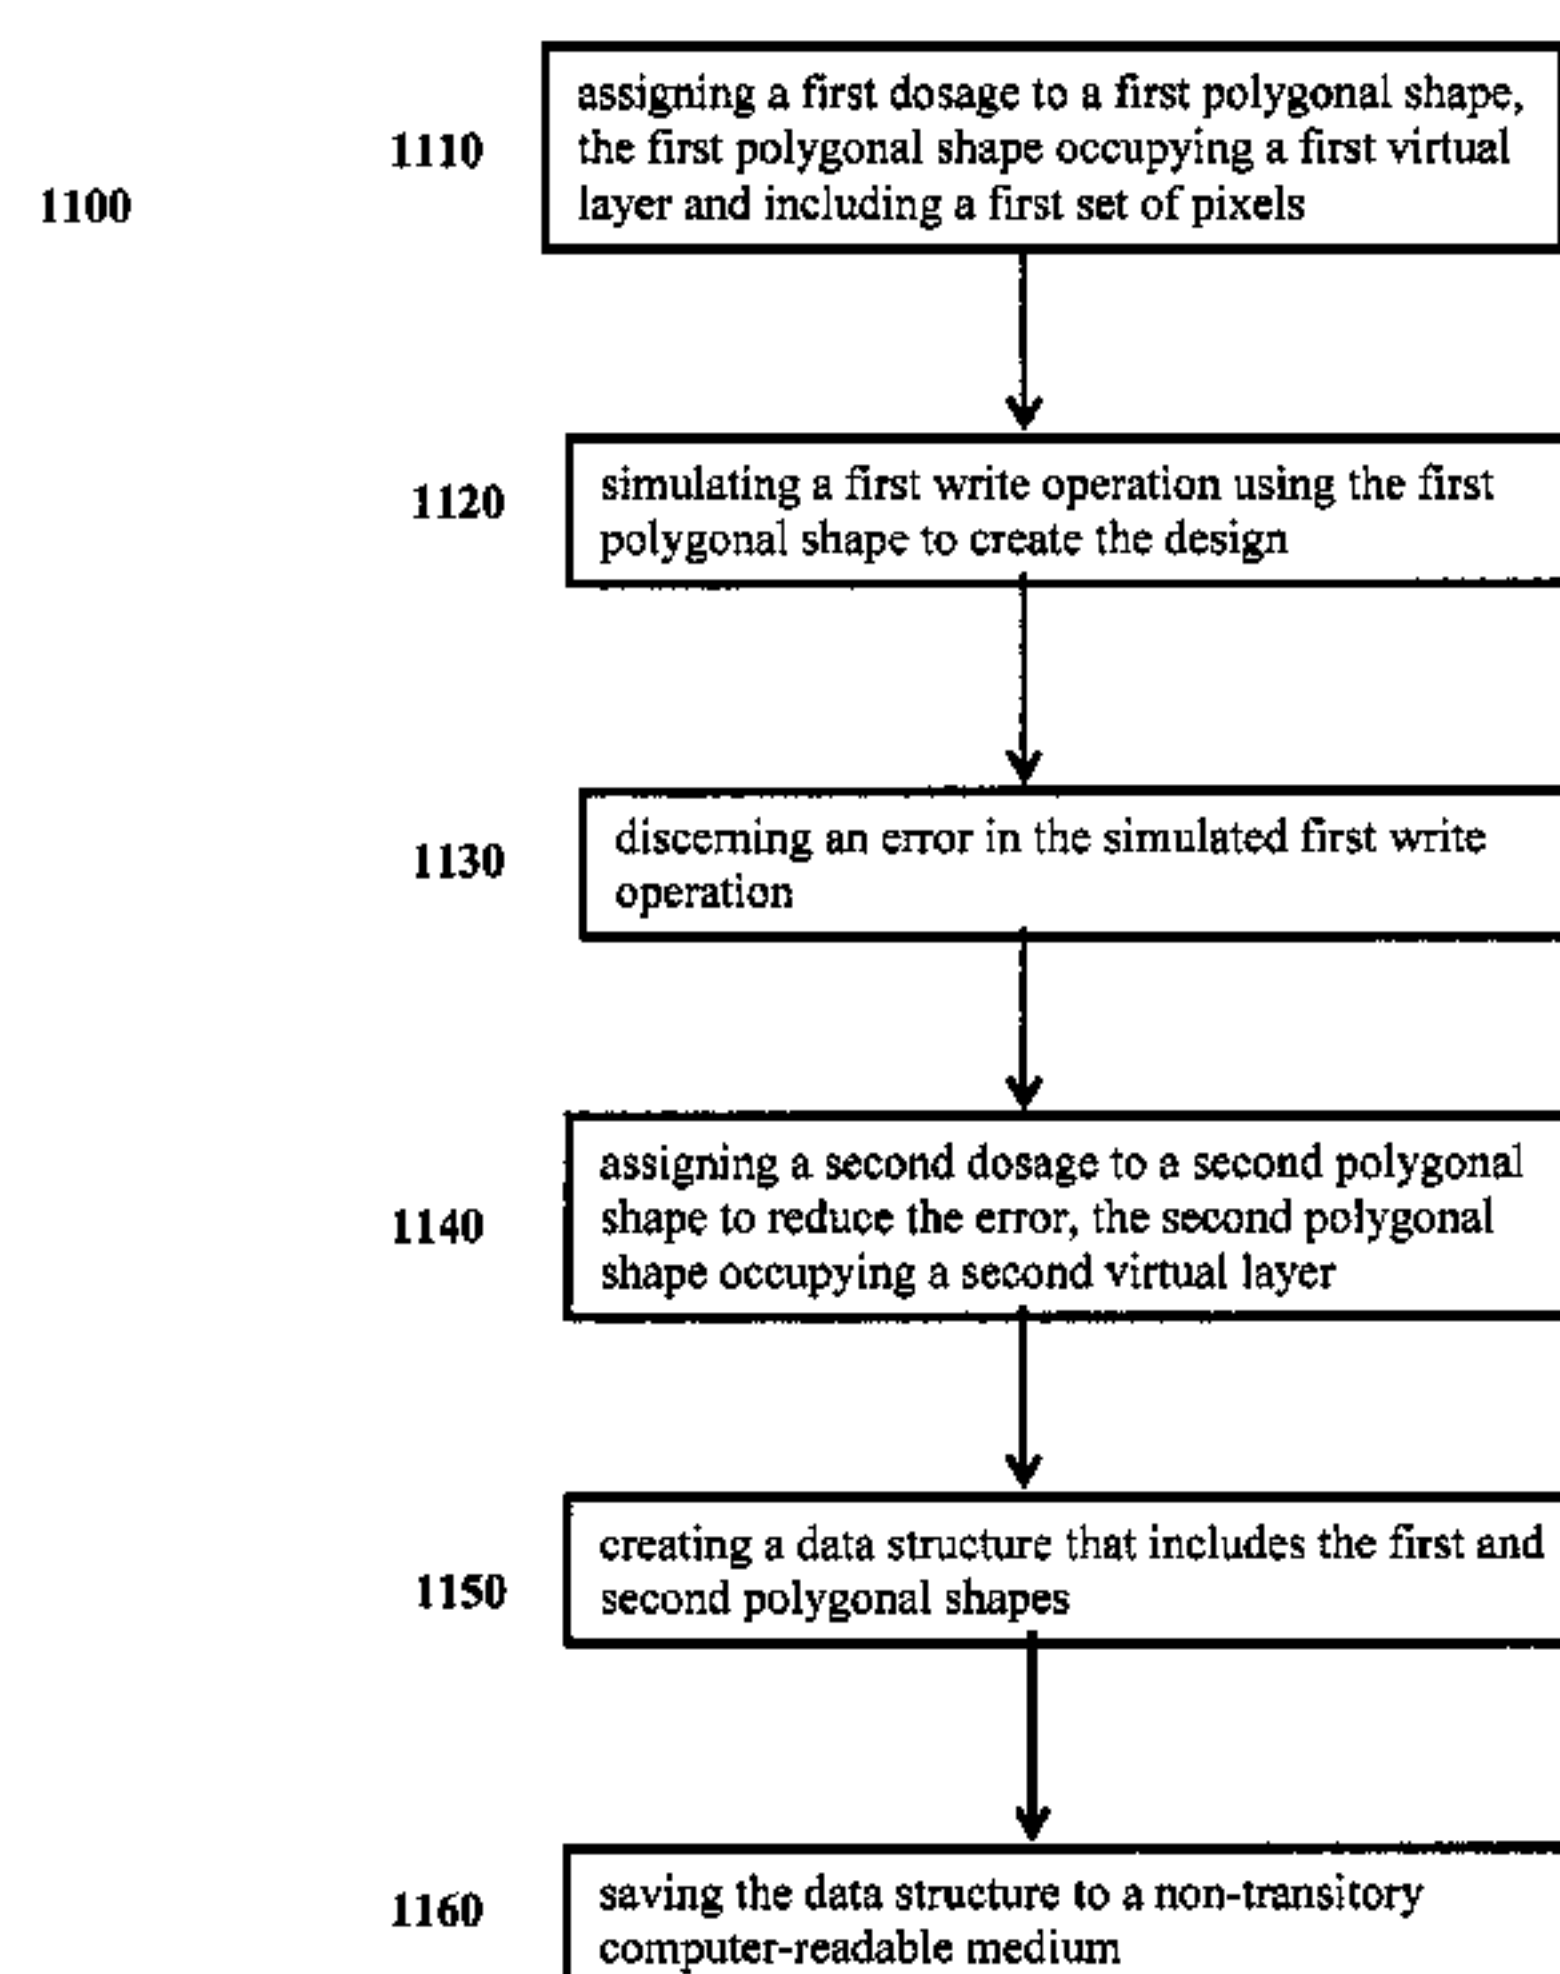 1100
1110
assigning a first dosage to a first polygonal shape,
the first polygonal shape occupying a first virtual
layer and including a first set of pixels
1120
simulating a first write operation using the first
polygonal shape to create the design
1130
discerning an error in the simulated first write
operation
1140
assigning a second dosage to a second polygonal
shape to reduce the error, the second polygonal
shape occupying a second virtual layer
1150
creating a data structure that includes the first and
second polygonal shapes
1160
saving the data structure to a non-transitory
computer-readable medium